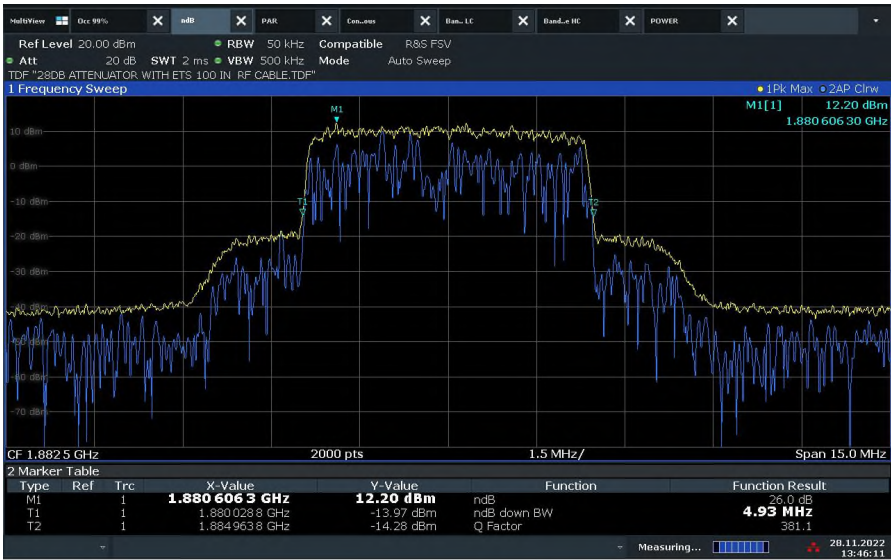 MultiView Occ 99% ndB PAR Con...ous Ban... LC Band...e HC POWER
Ref Level 20.00 dBm RBW 50 kHz Compatible R&S FSV
Att 20 dB SWT 2 ms VBW 500 kHz Mode Auto Sweep
TDF "28DB ATTENUATOR WITH ETS 100 IN RF CABLE.TDF"
1 Frequency Sweep 1Pk Max 2AP Clrw
M1[1] 12.20 dBm
1.880 606 30 GHz
M1
10 dBm
0 dBm
-10 dBm
T1 T2
-20 dBm
-30 dBm
-40 dBm
-50 dBm
-60 dBm
-70 dBm
CF 1.8825 GHz 2000 pts 1.5 MHz/ Span 15.0 MHz
2 Marker Table
Type Ref Trc X-Value Y-Value Function Function Result
M1 1 1.880 606 3 GHz 12.20 dBm ndB 26.0 dB
T1 1 1.880 028 8 GHz -13.97 dBm ndB down BW 4.93 MHz
T2 1 1.884 963 8 GHz -14.28 dBm Q Factor 381.1
Measuring... 28.11.2022
13:46:11